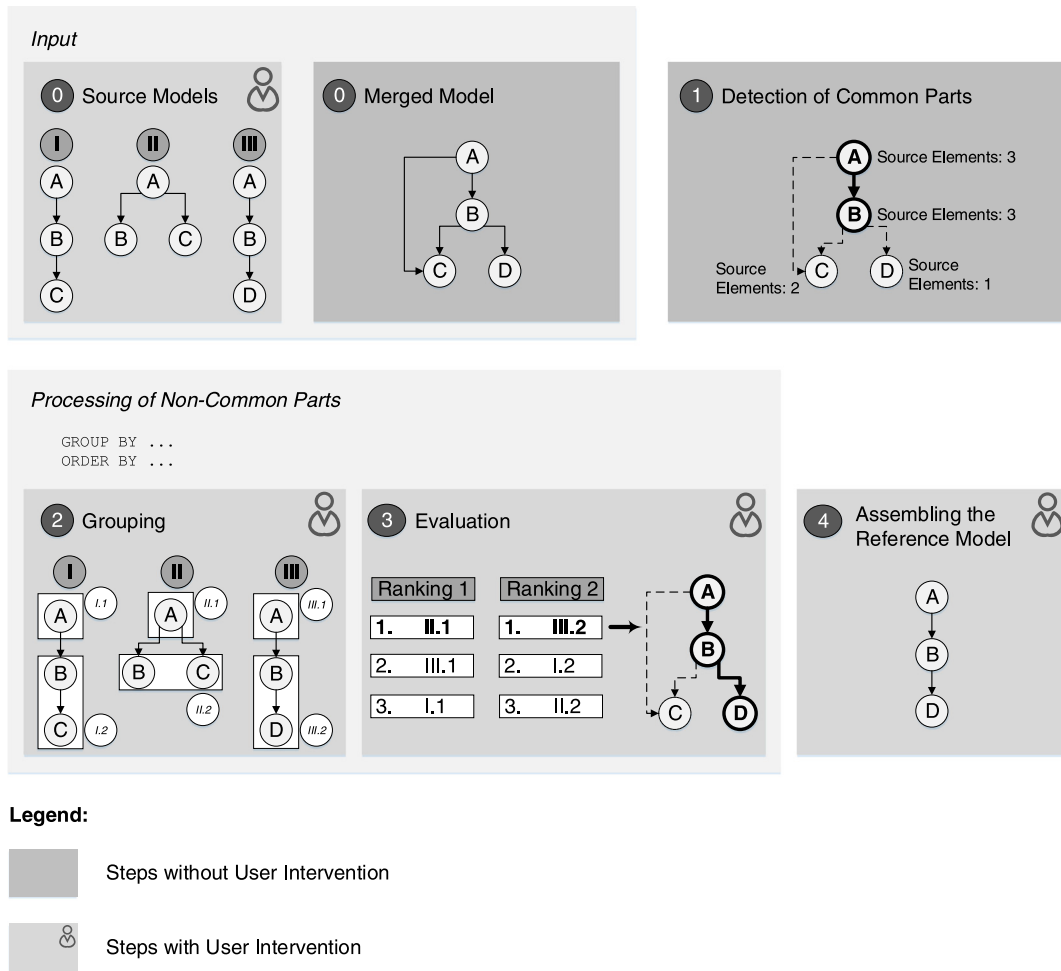 Input
0 Source Models
I II III
A A A
B B C B
C D
0 Merged Model
A
B
C D
1 Detection of Common Parts
A Source Elements: 3
B Source Elements: 3
Source
Elements: 2
C
D
Source
Elements: 1
Processing of Non-Common Parts
GROUP BY ...
ORDER BY ...
2 Grouping
I II III
A I.1 A II.1 A III.1
B B C B
II.2
C I.2 D III.2
3 Evaluation
Ranking 1
1. II.1
2. III.1
3. I.1
Ranking 2
1. III.2
2. I.2
3. II.2
A
B
C D
4 Assembling the
Reference Model
A
B
D
Legend:
Steps without User Intervention
Steps with User Intervention